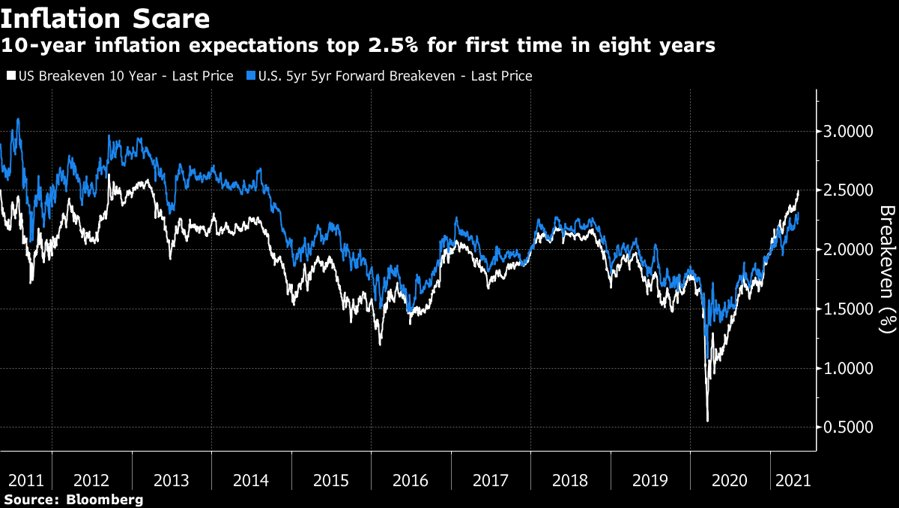 Inflation Scare
10-year inflation expectations top 2.5% for first time in eight years
US Breakeven 10 Year - Last Price U.S. 5yr 5yr Forward Breakeven - Last Price
3.0000
2.5000
2.0000
1.5000
1.0000
0.5000
Breakeven (%)
2011 2012 2013 2014 2015 2016 2017 2018 2019 2020 2021
Source: Bloomberg